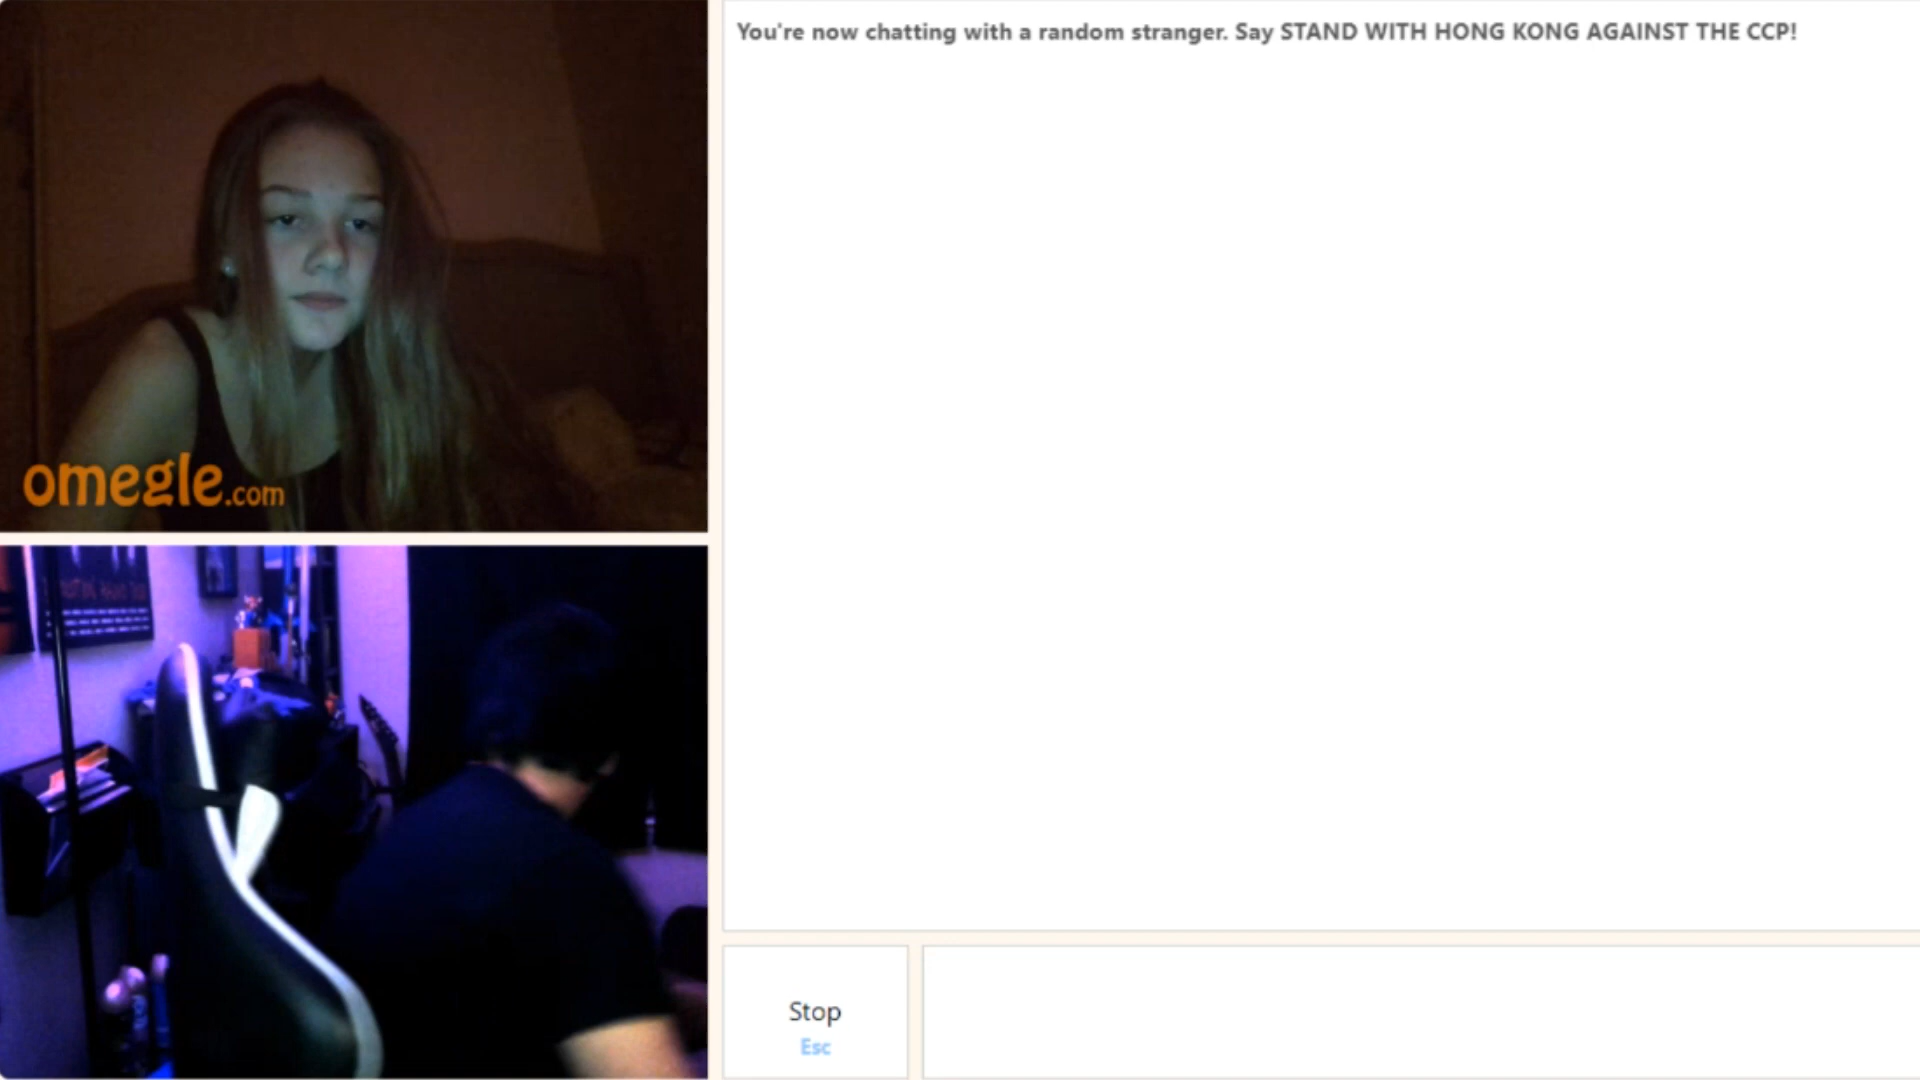 You're now chatting with a random stranger. Say STAND WITH HONG KONG AGAINST THE CCP!
omegle.com
Stop
Esc